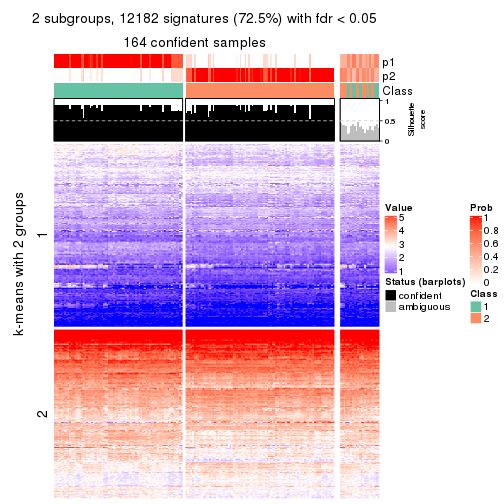 2 subgroups, 12182 signatures (72.5%) with fdr < 0.05
164 confident samples
p1
p2
Class
1
0.5
0
Silhouette
score
k-means with 2 groups
1
2
Value
5
4
3
2
1
Status (barplots)
confident
ambiguous
Prob
1
0.8
0.6
0.4
0.2
0
Class
1
2